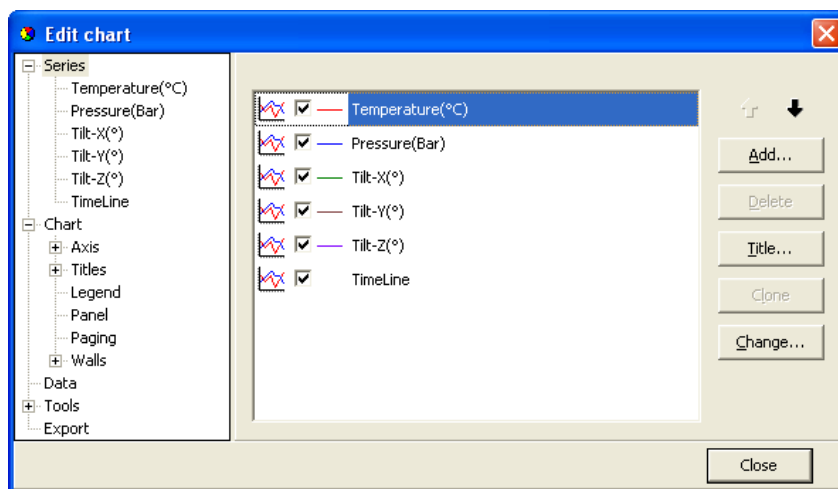 Edit chart
Series
Temperature(°C)
Pressure(Bar)
Tilt-X(°)
Tilt-Y(°)
Tilt-Z(°)
TimeLine
Chart
Axis
Titles
Legend
Panel
Paging
Walls
Data
Tools
Export
Temperature(°C)
Pressure(Bar)
Tilt-X(°)
Tilt-Y(°)
Tilt-Z(°)
TimeLine
Add...
Delete
Title...
Clone
Change...
Close